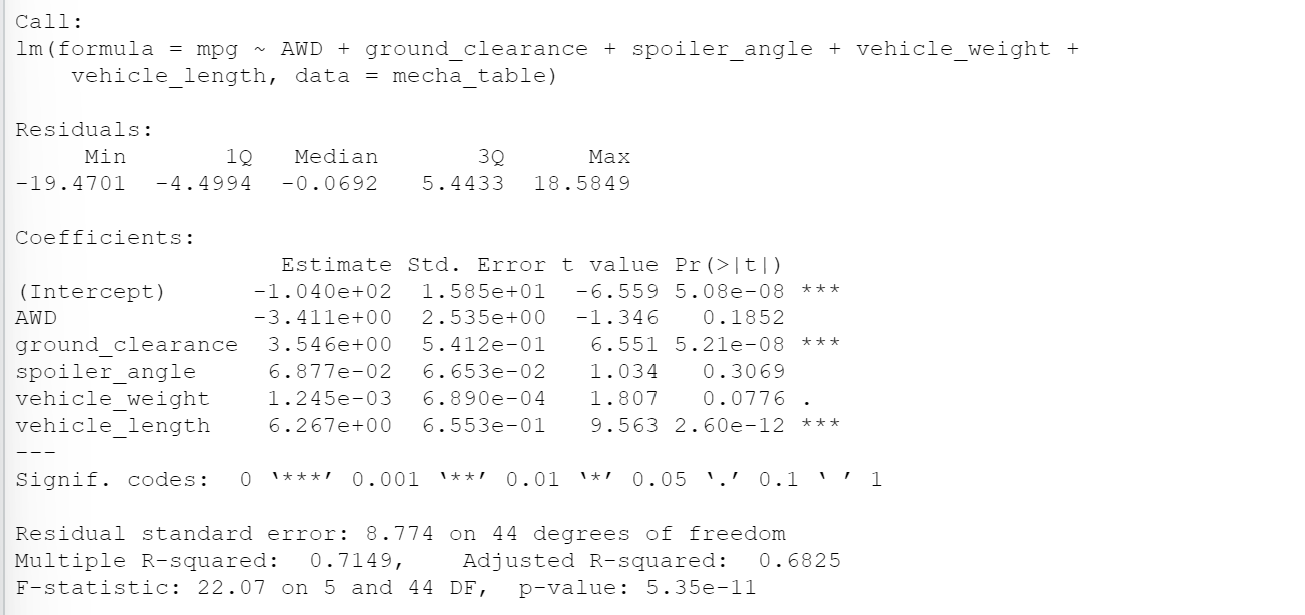 Call:
lm(formula = mpg ~ AWD + ground_clearance + spoiler_angle + vehicle_weight +
    vehicle_length, data = mecha_table)

Residuals:
     Min       1Q   Median       3Q      Max
-19.4701  -4.4994  -0.0692   5.4433  18.5849

Coefficients:
                   Estimate Std. Error t value Pr(>|t|)
(Intercept)      -1.040e+02  1.585e+01  -6.559 5.08e-08 ***
AWD              -3.411e+00  2.535e+00  -1.346   0.1852
ground_clearance  3.546e+00  5.412e-01   6.551 5.21e-08 ***
spoiler_angle     6.877e-02  6.653e-02   1.034   0.3069
vehicle_weight    1.245e-03  6.890e-04   1.807   0.0776 .
vehicle_length    6.267e+00  6.553e-01   9.563 2.60e-12 ***
---
Signif. codes:  0 ‘***’ 0.001 ‘**’ 0.01 ‘*’ 0.05 ‘.’ 0.1 ‘ ’ 1

Residual standard error: 8.774 on 44 degrees of freedom
Multiple R-squared:  0.7149,    Adjusted R-squared:  0.6825
F-statistic: 22.07 on 5 and 44 DF,  p-value: 5.35e-11